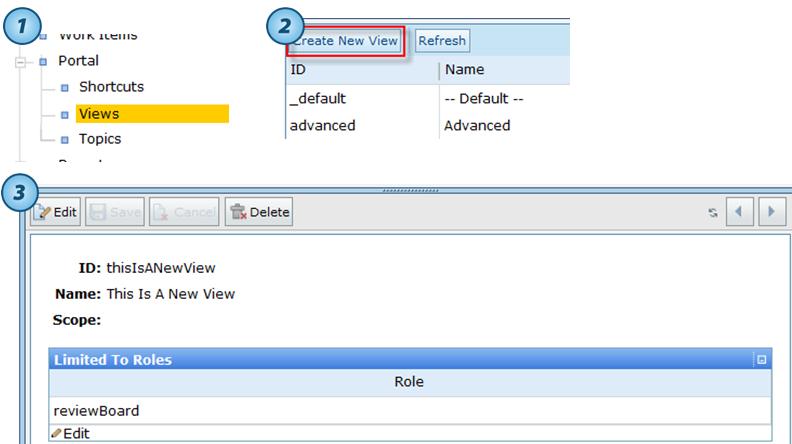 1
Work Items
Portal
Shortcuts
Views
Topics
2
Create New View Refresh
ID Name
_default -- Default --
advanced Advanced
3
Edit Save Cancel Delete
ID: thisIsANewView
Name: This Is A New View
Scope:
Limited To Roles
Role
reviewBoard
Edit